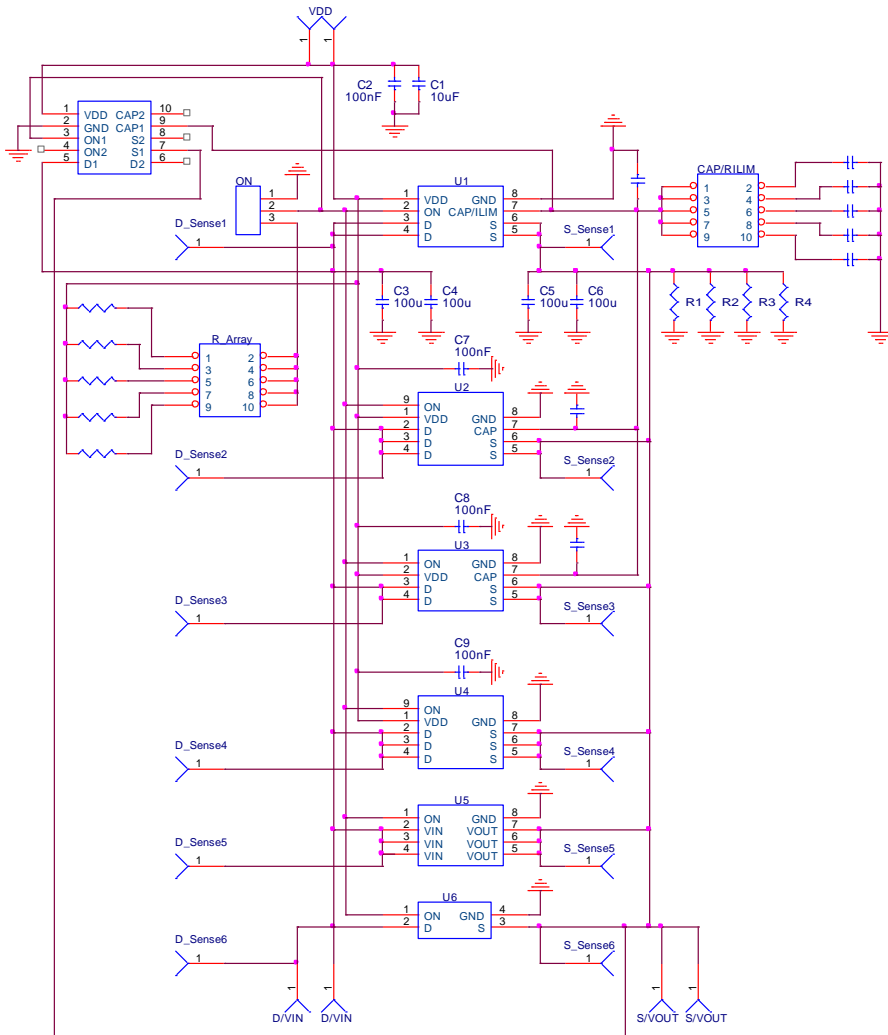 VDD
1 1
C2 C1
100nF 10uF
1 VDD CAP2 10
2 GND CAP1 9
3 ON1 S2 8
4 ON2 S1 7
5 D1 D2 6
ON
1
2
3
U1
1 VDD GND 8
2 ON CAP/ILIM 7
3 D S 6
4 D S 5
CAP/RILIM
1 2
3 4
5 6
7 8
9 10
D_Sense1
1
S_Sense1
1
C3 C4 C5 C6
100u 100u 100u 100u
R1 R2 R3 R4
R_Array
1 2
3 4
5 6
7 8
9 10
C7
100nF
U2
9 ON
1 VDD GND 8
2 D CAP 7
3 D S 6
4 D S 5
D_Sense2
1
S_Sense2
1
C8
100nF
U3
1 ON GND 8
2 VDD CAP 7
3 D S 6
4 D S 5
D_Sense3
1
S_Sense3
1
C9
100nF
U4
9 ON
1 VDD GND 8
2 D S 7
3 D S 6
4 D S 5
D_Sense4
1
S_Sense4
1
U5
1 ON GND 8
2 VIN VOUT 7
3 VIN VOUT 6
4 VIN VOUT 5
D_Sense5
1
S_Sense5
1
U6
1 ON GND 4
2 D S 3
D_Sense6
1
S_Sense6
1
1 1 1 1
D/VIN D/VIN S/VOUT S/VOUT